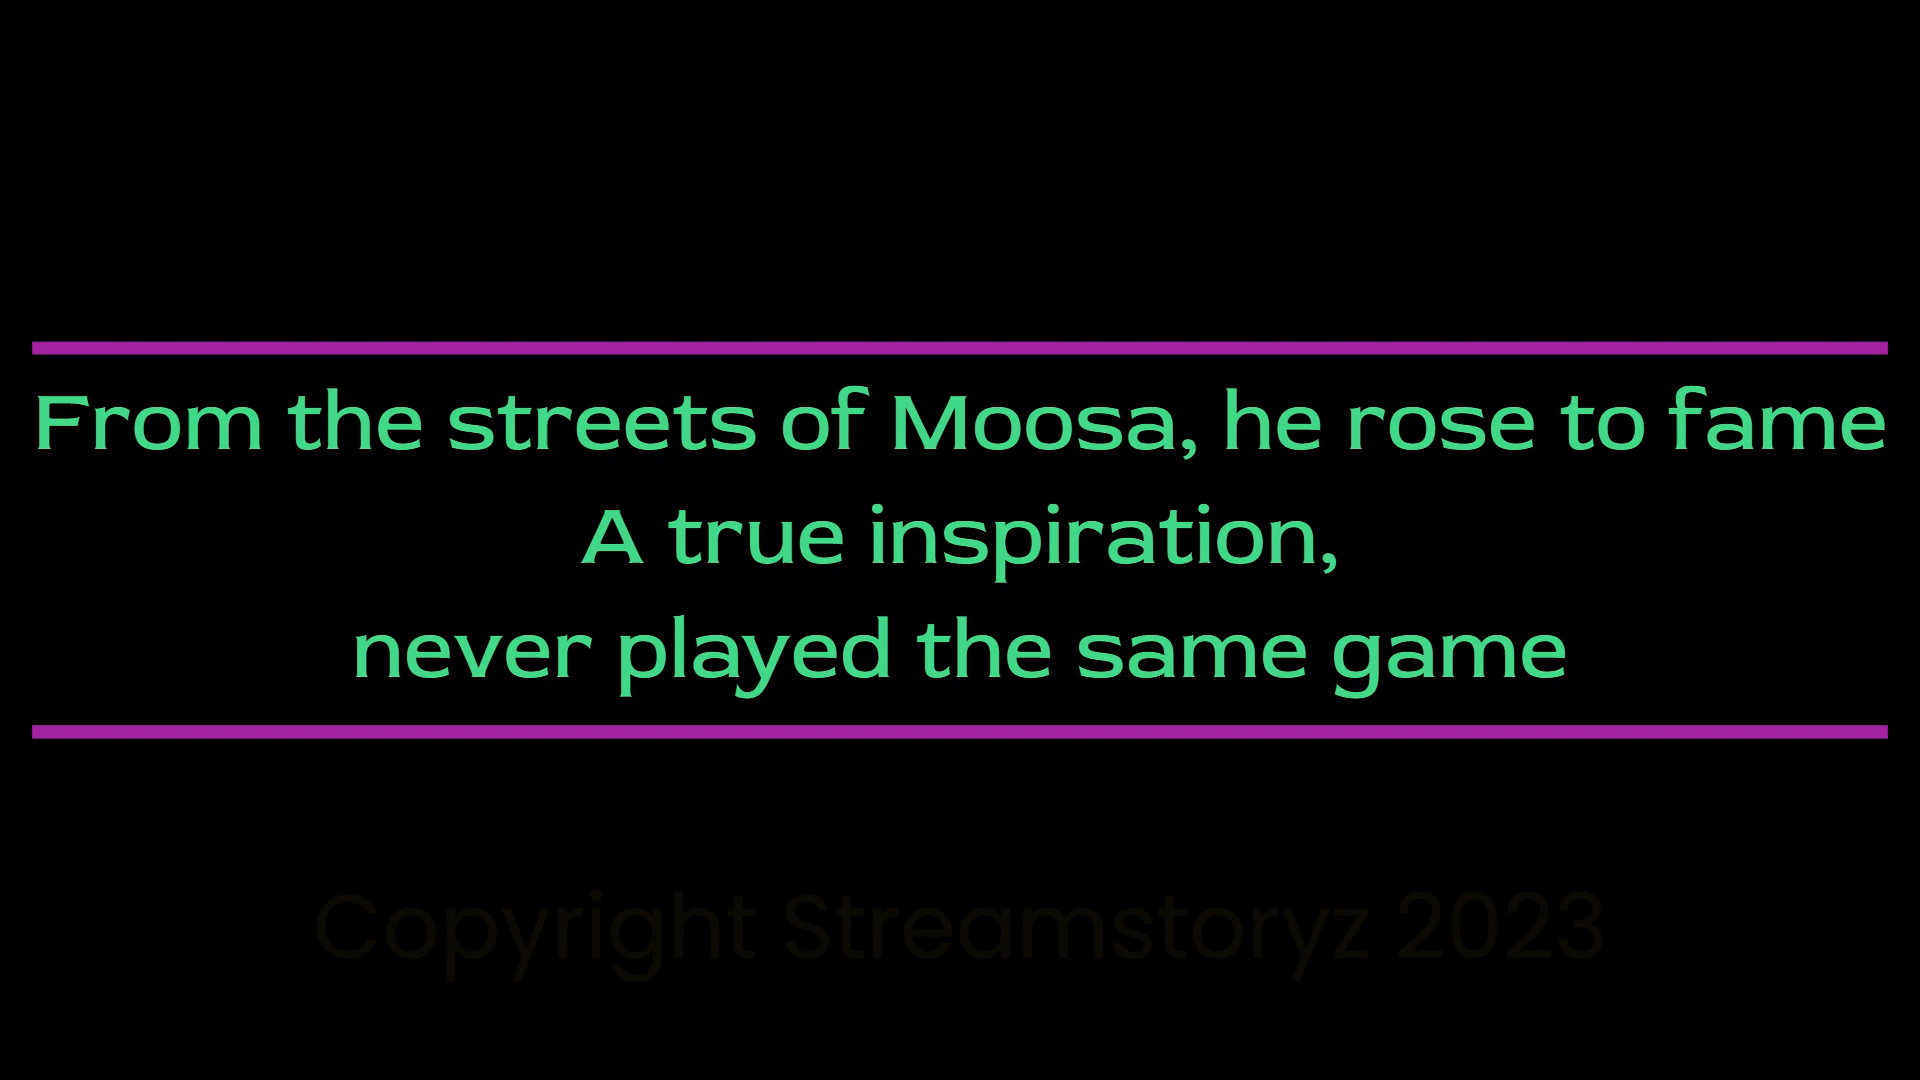 From the streets of Moosa, he rose to fame
A true inspiration,
never played the same game
Copyright Streamstoryz 2023